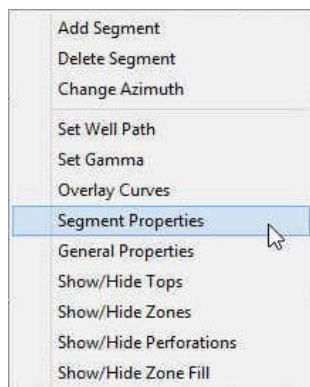 Add Segment
Delete Segment
Change Azimuth
Set Well Path
Set Gamma
Overlay Curves
Segment Properties
General Properties
Show/Hide Tops
Show/Hide Zones
Show/Hide Perforations
Show/Hide Zone Fill